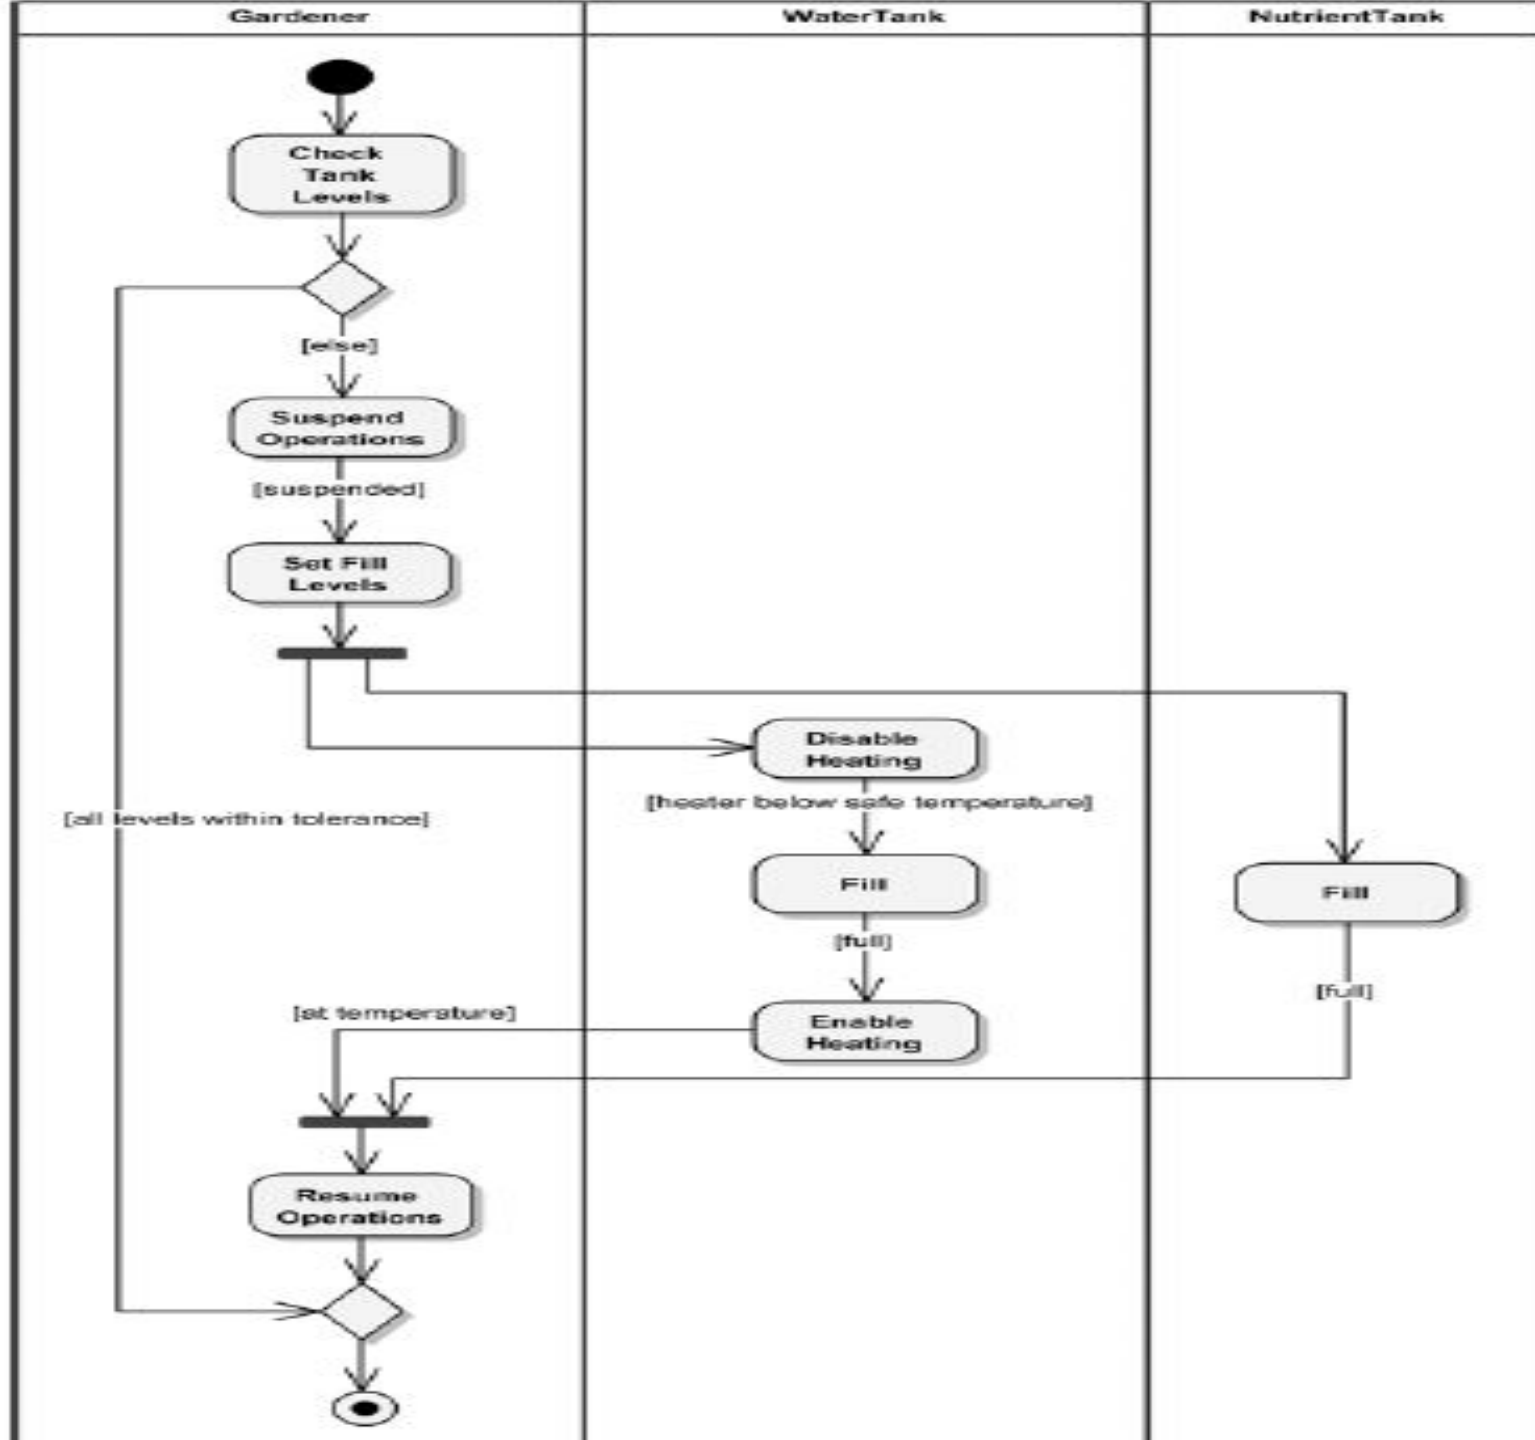 Gardener
WaterTank
NutrientTank
Check
Tank
Levels
[else]
Suspend
Operations
[suspended]
Set Fill
Levels
Disable
Heating
[heater below safe temperature]
[all levels within tolerance]
Fill
Fill
[full]
[full]
[at temperature]
Enable
Heating
Resume
Operations